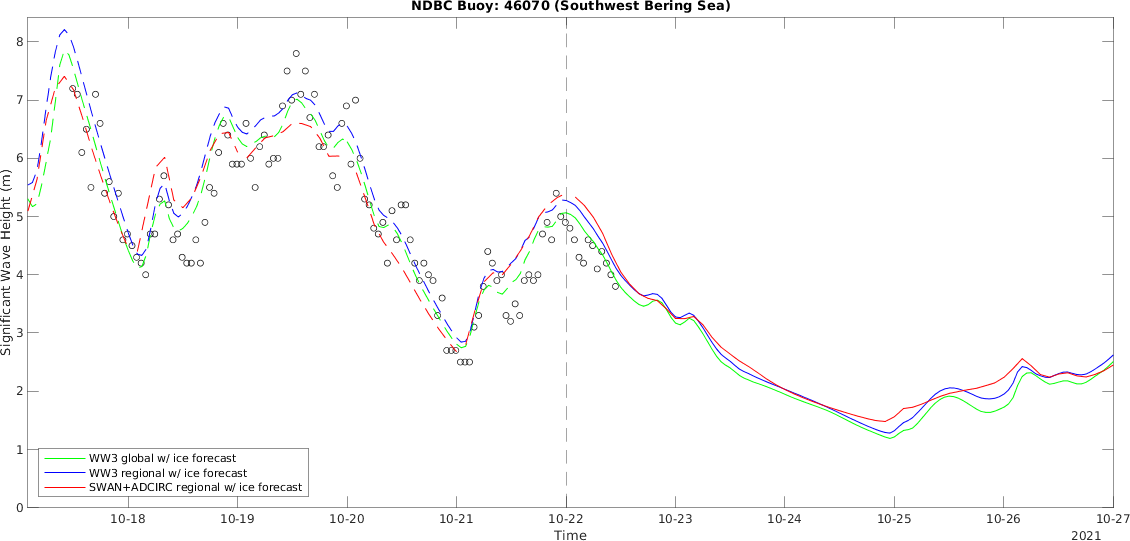 NDBC Buoy: 46070 (Southwest Bering Sea)
Significant Wave Height (m)
8
7
6
5
4
3
2
1
0
WW3 global w/ ice forecast
WW3 regional w/ ice forecast
SWAN+ADCIRC regional w/ ice forecast
10-18 10-19 10-20 10-21 10-22 10-23 10-24 10-25 10-26 10-27
Time
2021